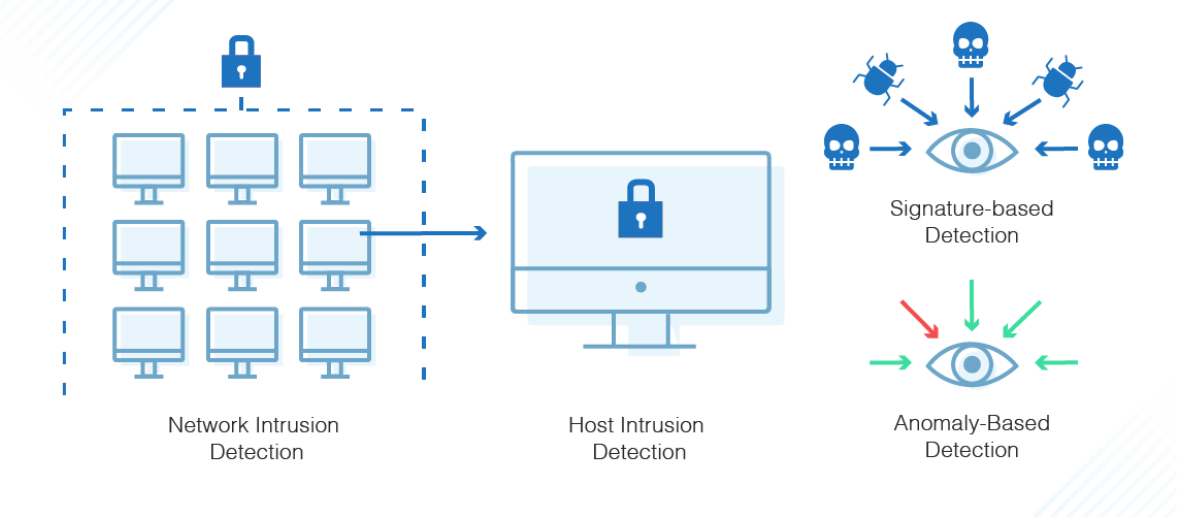 Network Intrusion
Detection
Host Intrusion
Detection
Signature-based
Detection
Anomaly-Based
Detection